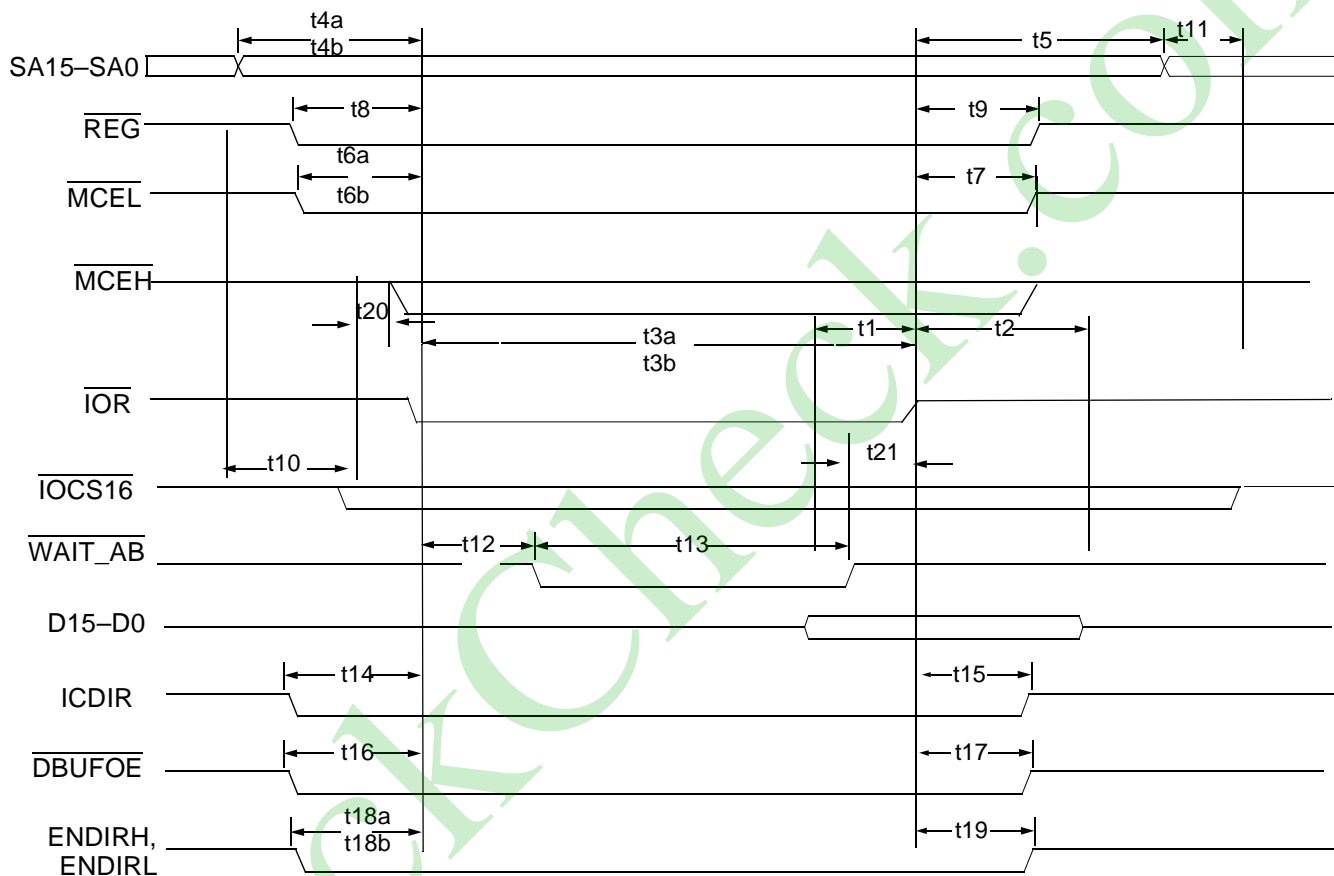 t4a
t4b
t5
t11
SA15–SA0
t8
t9
REG
t6a
t6b
t7
MCEL
MCEH
t20
t1
t2
t3a
t3b
IOR
t10
t21
IOCS16
t12
t13
WAIT_AB
D15–D0
t14
t15
ICDIR
t16
t17
DBUFOE
t18a
t18b
t19
ENDIRH,
ENDIRL
ckCheck.com